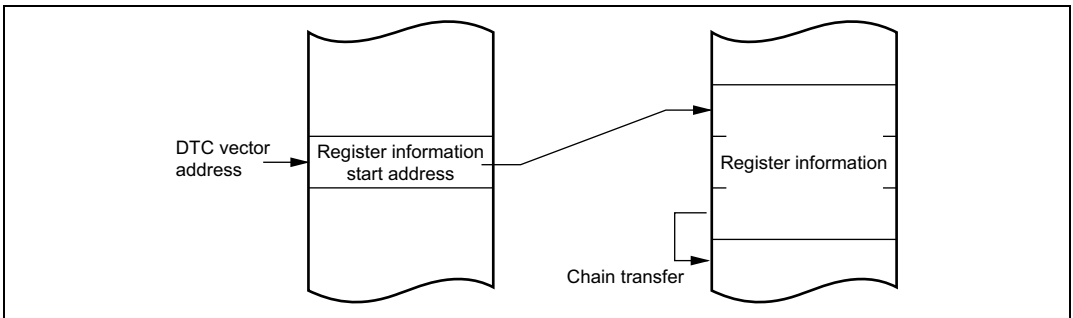 DTC vector
address
Register information
start address
Register information
Chain transfer